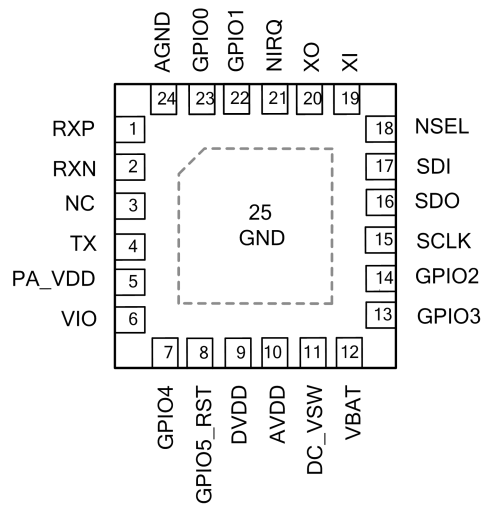 AGND GPIO0 GPIO1 NIRQ XO XI
24 23 22 21 20 19
RXP 1
RXN 2
NC 3
TX 4
PA_VDD 5
VIO 6
25
GND
18 NSEL
17 SDI
16 SDO
15 SCLK
14 GPIO2
13 GPIO3
7 8 9 10 11 12
GPIO4 GPIO5_RST DVDD AVDD DC_VSW VBAT